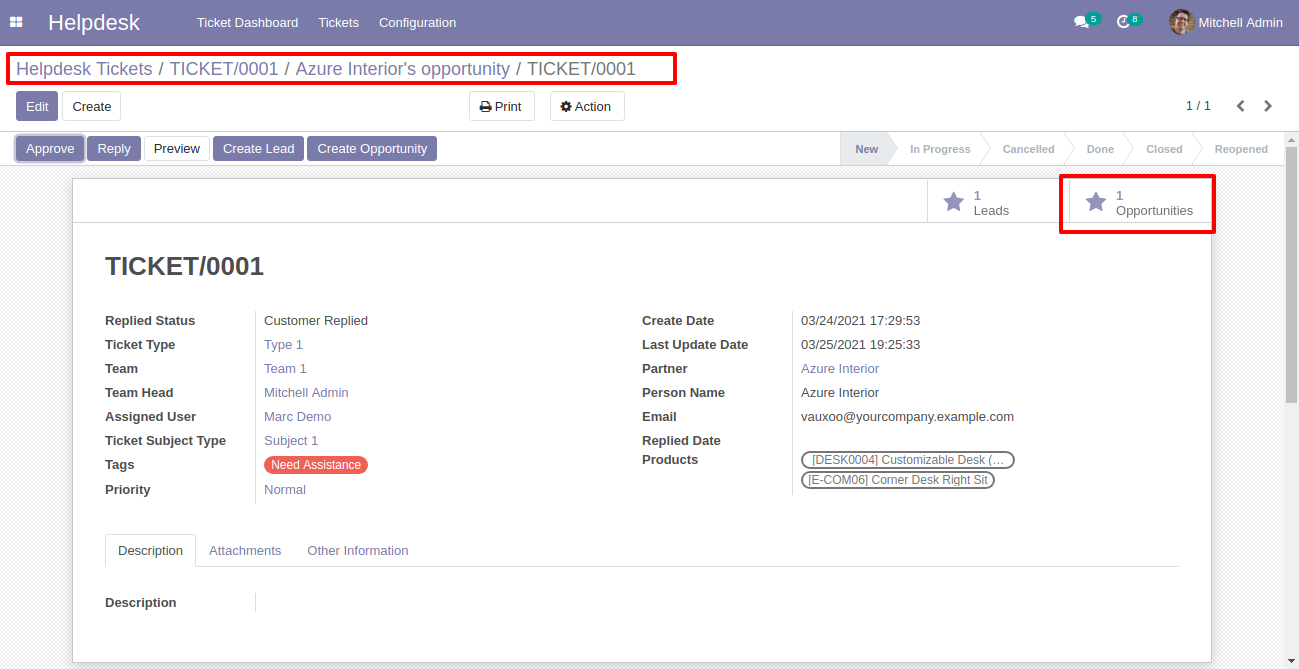 Helpdesk Ticket Dashboard Tickets Configuration 5 8 Mitchell Admin
Helpdesk Tickets / TICKET/0001 / Azure Interior's opportunity / TICKET/0001
Edit Create Print Action 1 / 1
Approve Reply Preview Create Lead Create Opportunity New In Progress Cancelled Done Closed Reopened
1 Leads
1 Opportunities
TICKET/0001
Replied Status Customer Replied
Ticket Type Type 1
Team Team 1
Team Head Mitchell Admin
Assigned User Marc Demo
Ticket Subject Type Subject 1
Tags Need Assistance
Priority Normal
Create Date 03/24/2021 17:29:53
Last Update Date 03/25/2021 19:25:33
Partner Azure Interior
Person Name Azure Interior
Email vauxoo@yourcompany.example.com
Replied Date
Products [DESK0004] Customizable Desk (...
[E-COM06] Corner Desk Right Sit
Description Attachments Other Information
Description